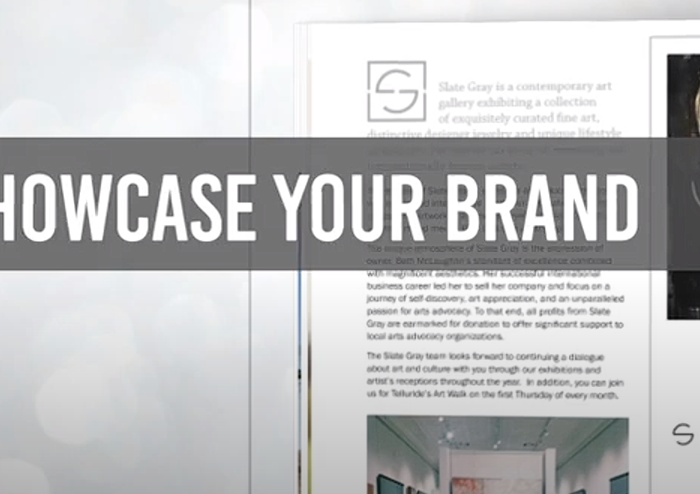 Slate Gray is a contemporary art
gallery exhibiting a collection
of exquisitely curated fine art,
distinctive designer jewelry and unique lifestyle
HOWCASE YOUR BRAND
The unique atmosphere of Slate Gray is the expression of
owner, Beth McLaughlin's standard of excellence combined
with magnificent aesthetics. Her successful international
business career led her to sell her company and focus on a
journey of self-discovery, art appreciation, and an unparalleled
passion for arts advocacy. To that end, all profits from Slate
Gray are earmarked for donation to offer significant support to
local arts advocacy organizations.
The Slate Gray team looks forward to continuing a dialogue
about art and culture with you through our exhibitions and
artist's receptions throughout the year. In addition, you can join
us for Telluride's Art Walk on the first Thursday of every month.
S